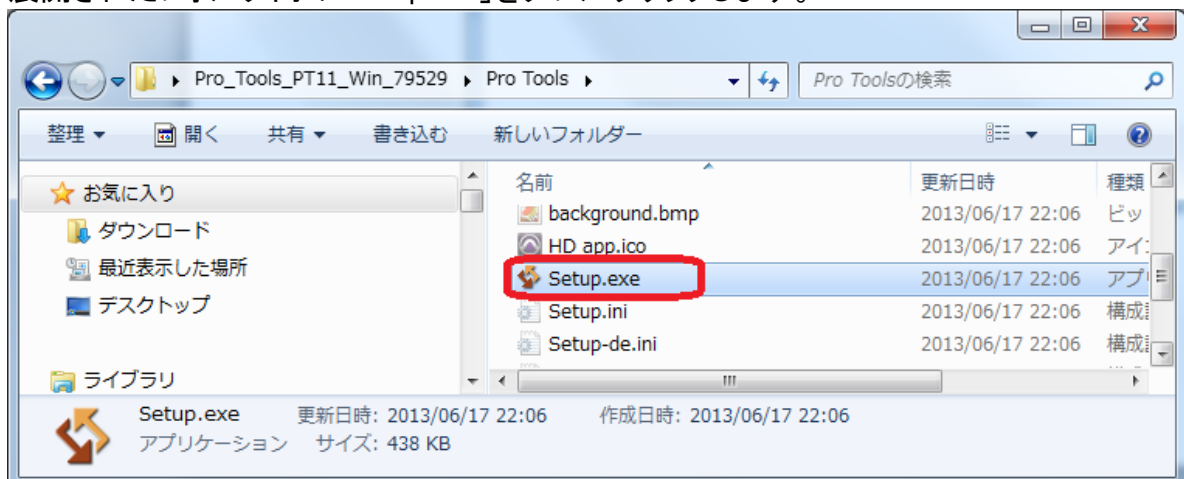 Pro_Tools_PT11_Win_79529 Pro Tools Pro Toolsの検索
整理 開く 共有 書き込む 新しいフォルダー
お気に入り
ダウンロード
最近表示した場所
デスクトップ
ライブラリ
名前 更新日時 種類
background.bmp 2013/06/17 22:06 ビッ
HD app.ico 2013/06/17 22:06 アイ
Setup.exe 2013/06/17 22:06 アプ
Setup.ini 2013/06/17 22:06 構成
Setup-de.ini 2013/06/17 22:06 構成
Setup.exe 更新日時: 2013/06/17 22:06 作成日時: 2013/06/17 22:06
アプリケーション サイズ: 438 KB